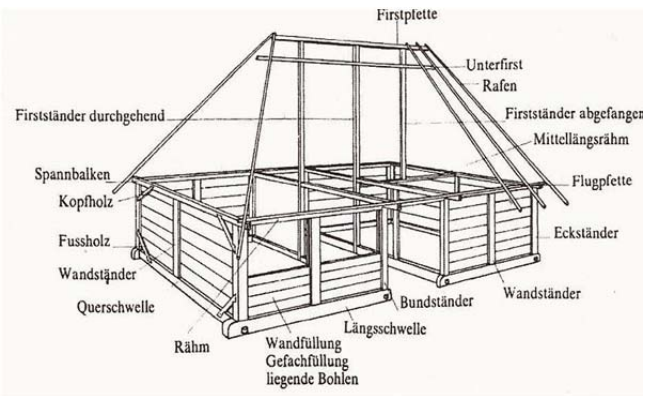 Firstpfette
Unterfirst
Rafen
Firstständer durchgehend
Firstständer abgefangen
Mittellängsrähm
Spannbalken
Flugpfette
Kopfholz
Fussholz
Eckständer
Wandständer
Wandständer
Querschwelle
Bundständer
Längsschwelle
Rähm
Wandfüllung
Gefachfüllung
liegende Bohlen